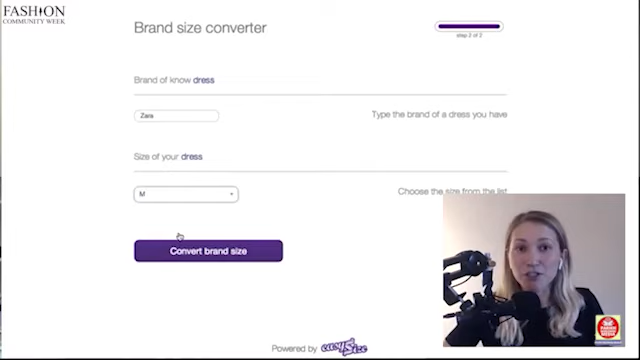 FASHION
COMMUNITY WEEK
Brand size converter
step 2 of 2
Brand of know dress
Zara
Type the brand of a dress you have
Size of your dress
M
Choose the size from the list
Convert brand size
Powered by easysize